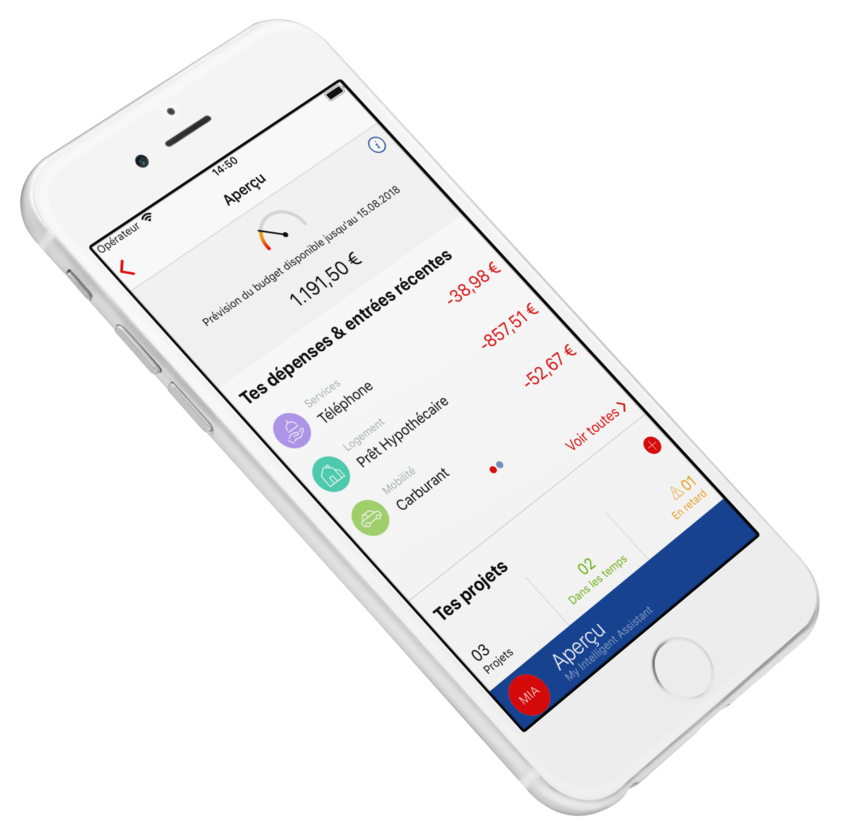 Opérateur 14:50
Aperçu
Prévision du budget disponible jusqu'au 15.08.2018
1.191,50 €
Tes dépenses & entrées récentes
Services
Téléphone -38,98 €
Logement
Prêt Hypothécaire -857,51 €
Mobilité
Carburant -52,67 €
Voir toutes
Tes projets
03 02 01
Projets Dans les temps En retard
MIA Aperçu
My Intelligent Assistant